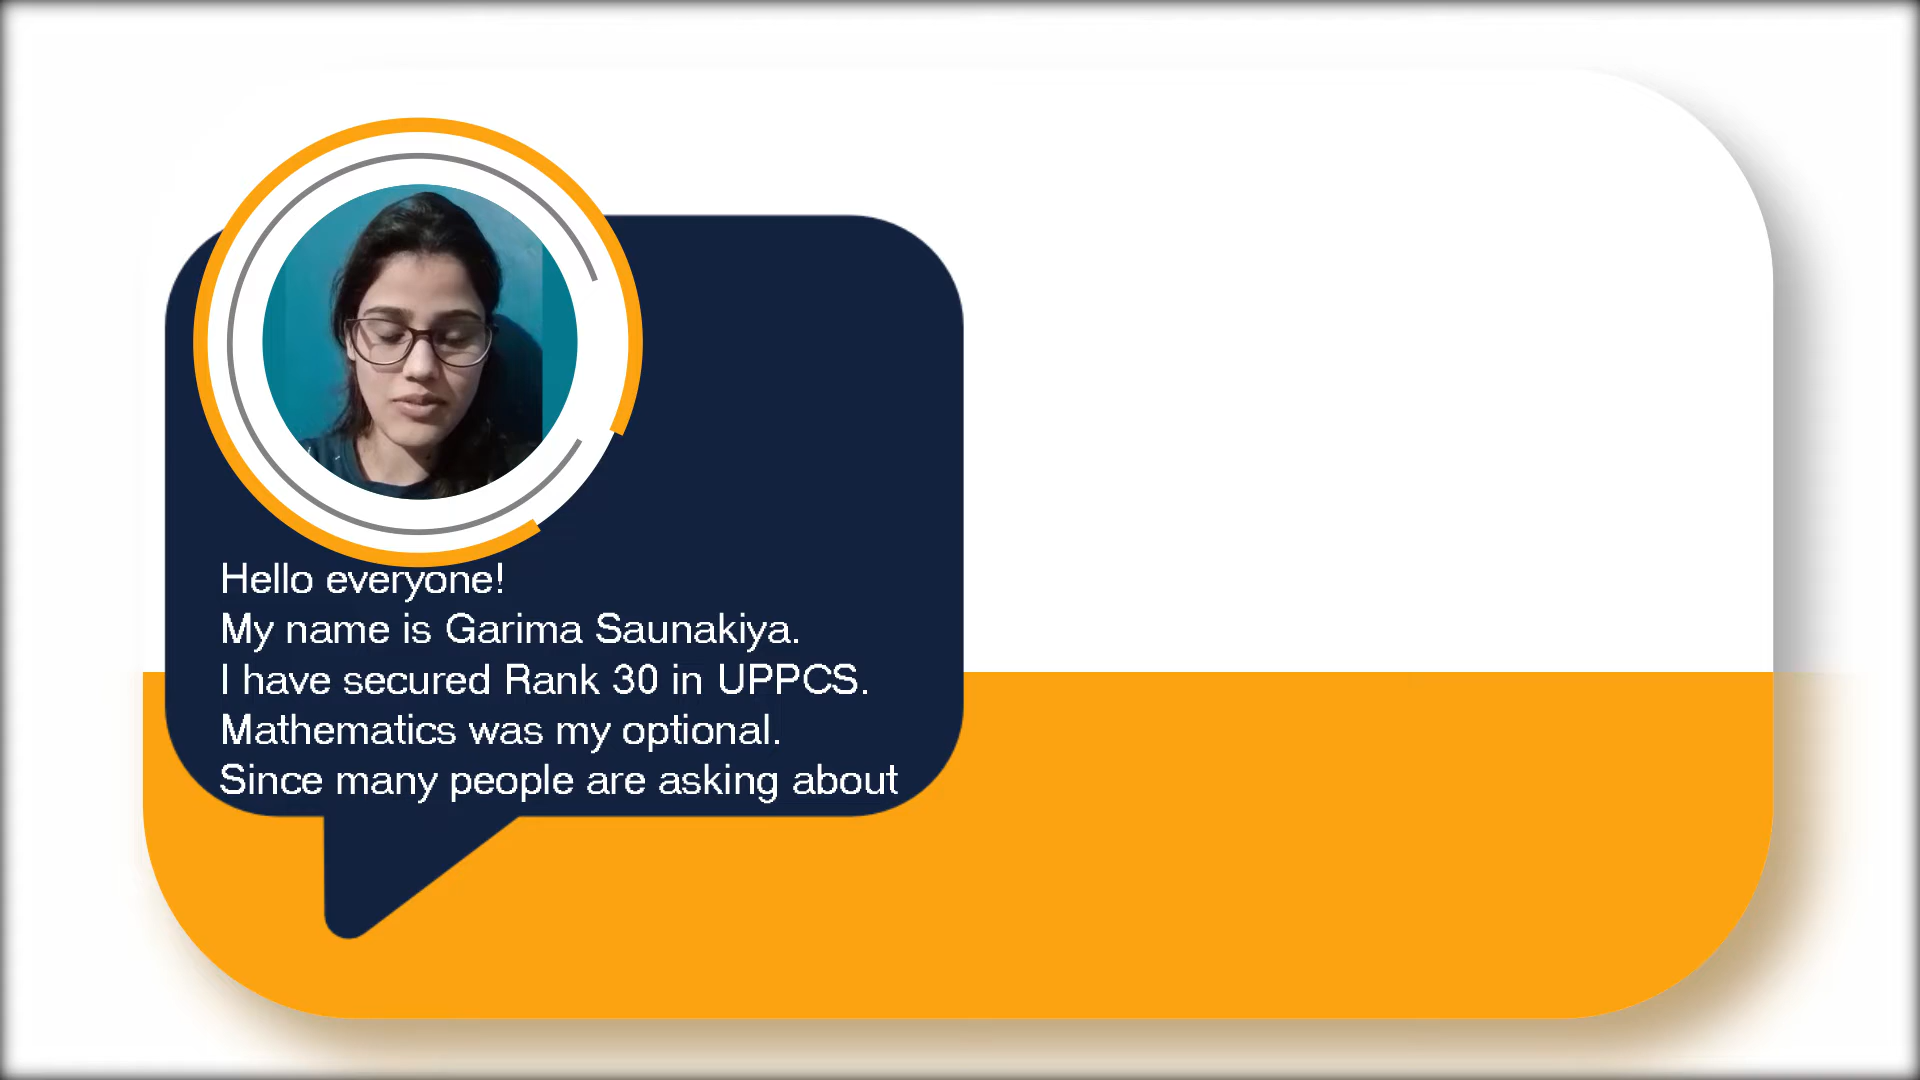 Hello everyone!
My name is Garima Saunakiya.
I have secured Rank 30 in UPPCS.
Mathematics was my optional.
Since many people are asking about